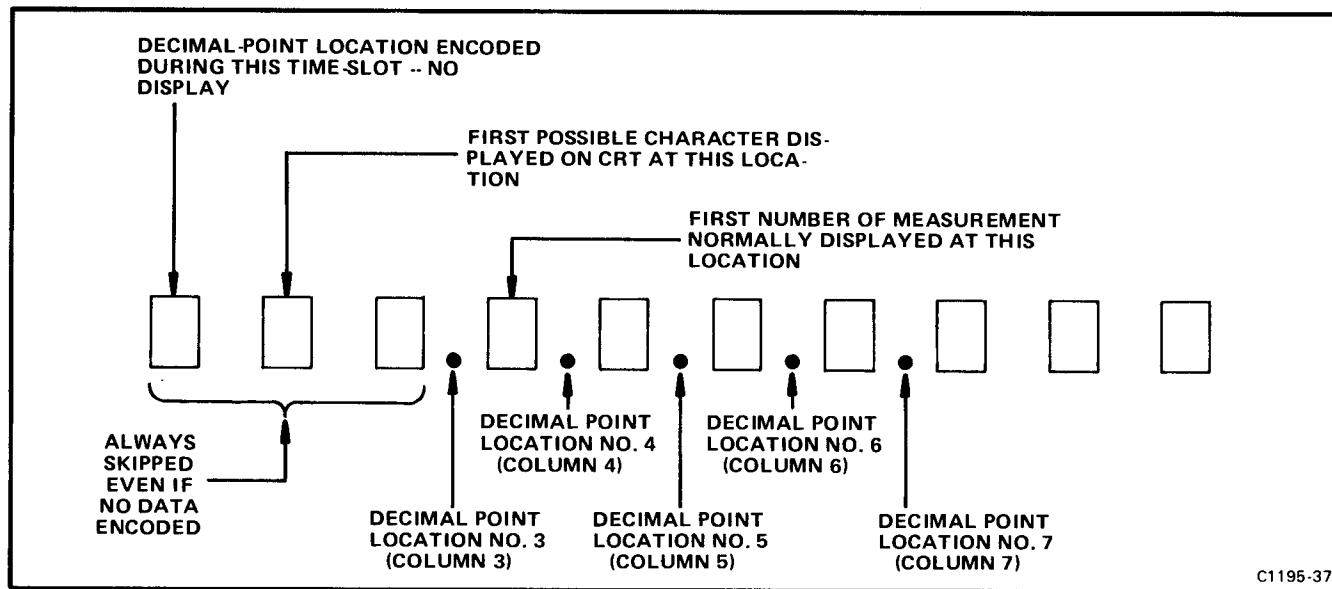 DECIMAL-POINT LOCATION ENCODED
DURING THIS TIME-SLOT -- NO
DISPLAY
FIRST POSSIBLE CHARACTER DIS-
PLAYED ON CRT AT THIS LOCA-
TION
FIRST NUMBER OF MEASUREMENT
NORMALLY DISPLAYED AT THIS
LOCATION
ALWAYS
SKIPPED
EVEN IF
NO DATA
ENCODED
DECIMAL POINT
LOCATION NO. 3
(COLUMN 3)
DECIMAL POINT
LOCATION NO. 4
(COLUMN 4)
DECIMAL POINT
LOCATION NO. 5
(COLUMN 5)
DECIMAL POINT
LOCATION NO. 6
(COLUMN 6)
DECIMAL POINT
LOCATION NO. 7
(COLUMN 7)
C1195-37